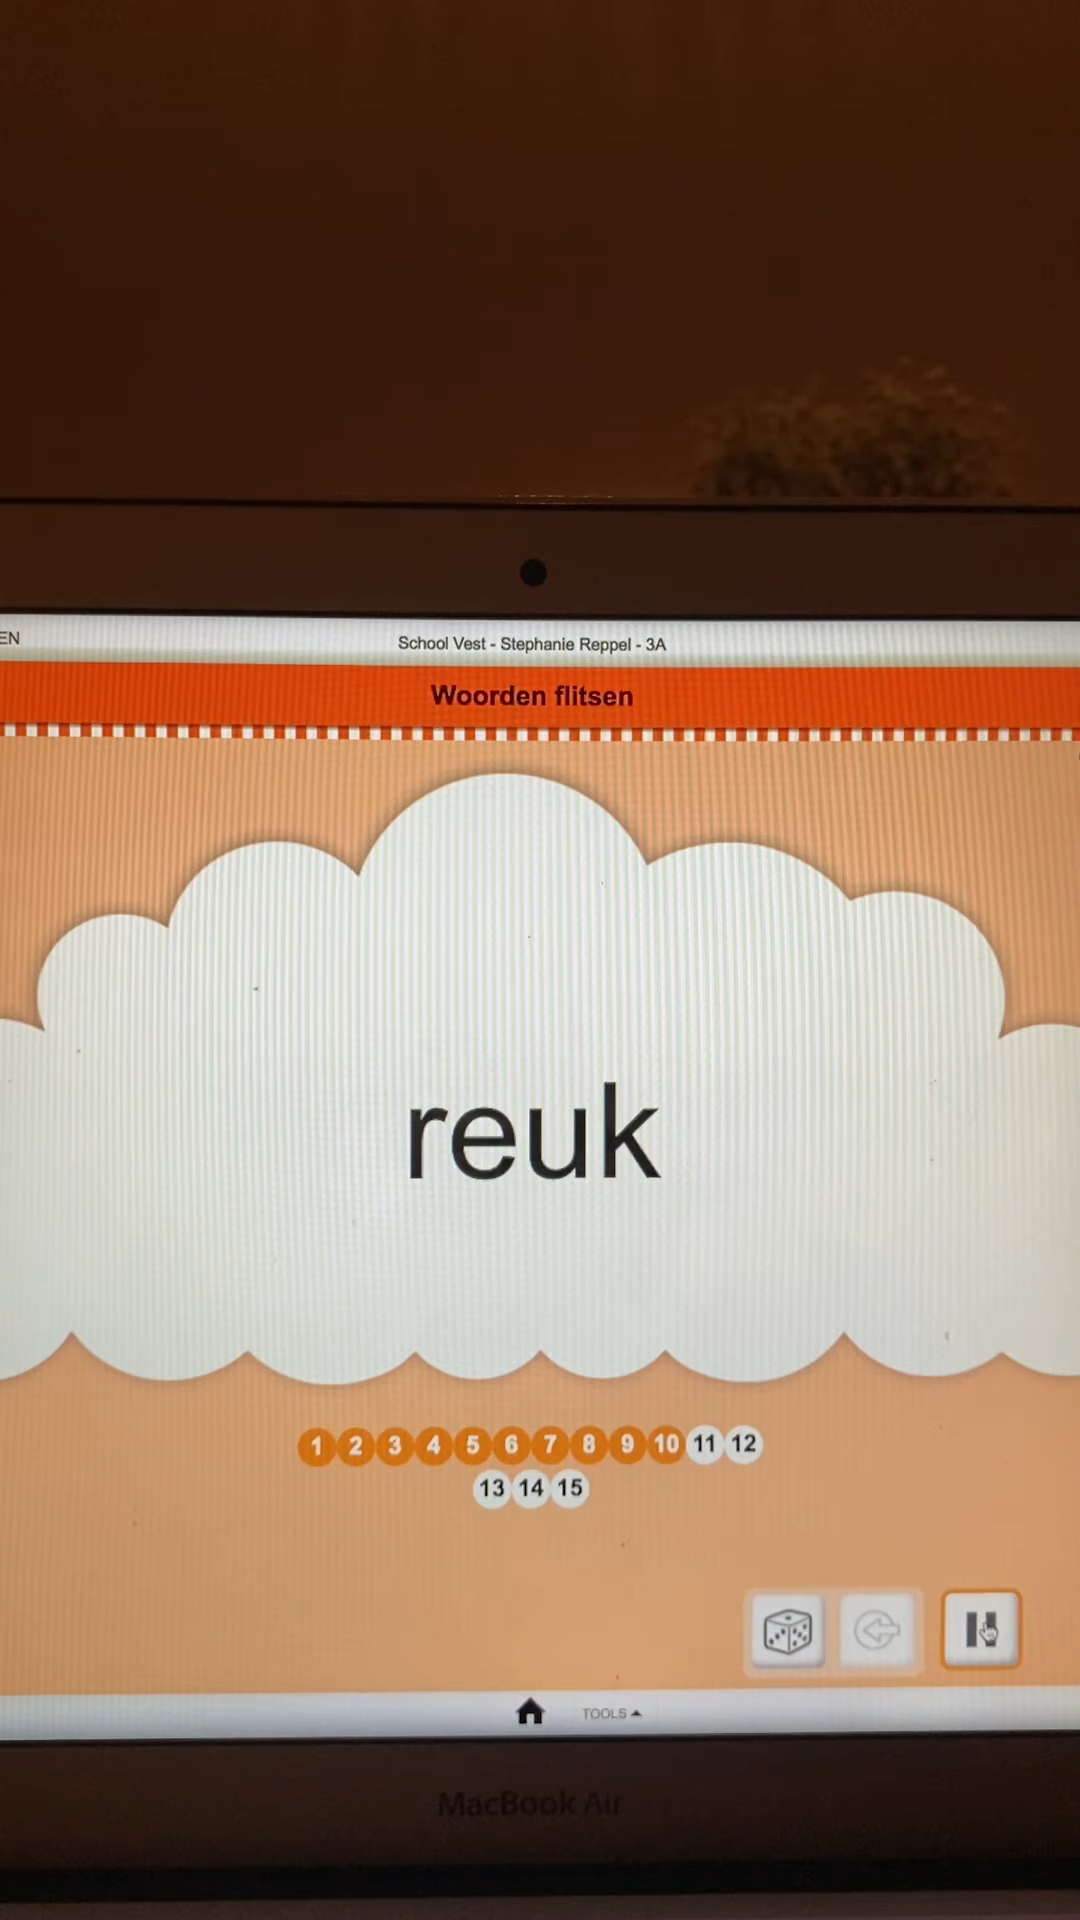 EN
School Vest - Stephanie Reppel - 3A
Woorden flitsen
reuk
1 2 3 4 5 6 7 8 9 10 11 12
13 14 15
TOOLS
MacBook Air